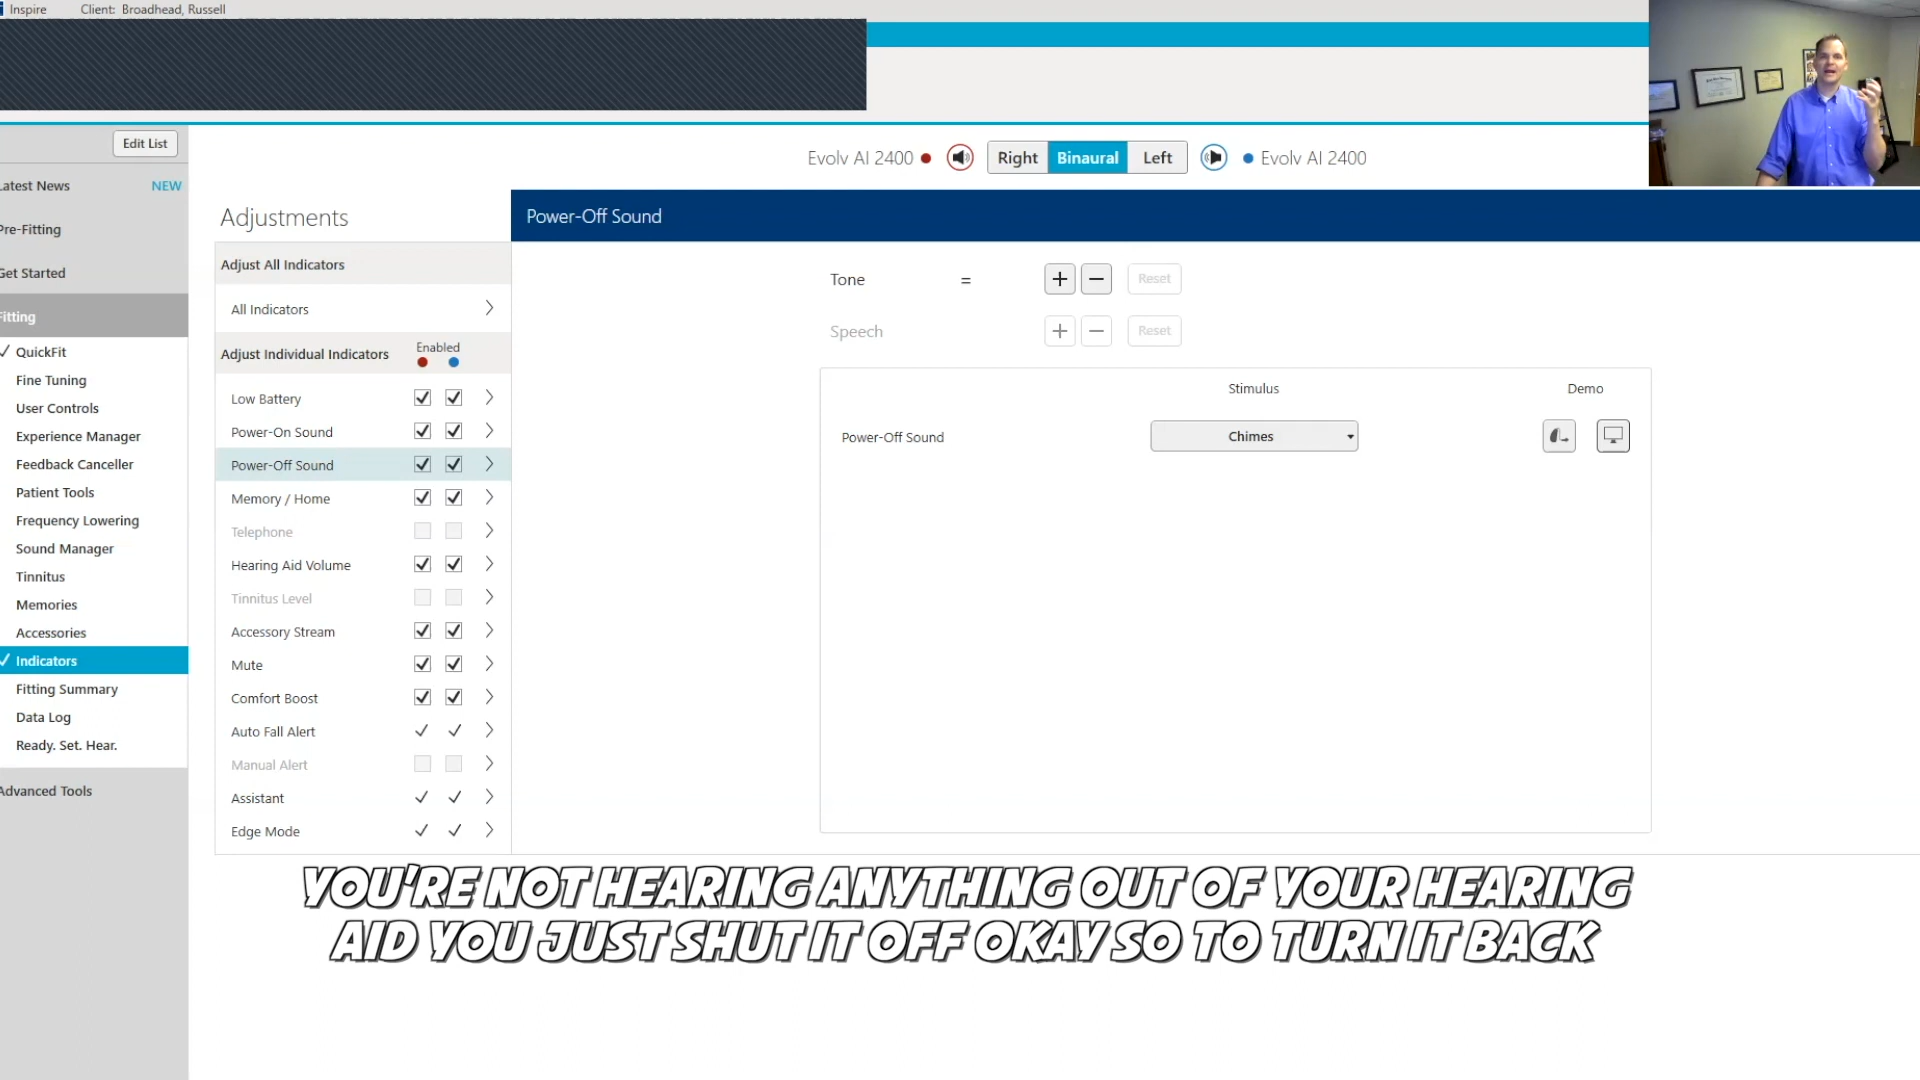 Inspire Client: Broadhead, Russell
Edit List
Latest News NEW
Pre-Fitting
Get Started
Fitting
QuickFit
Fine Tuning
User Controls
Experience Manager
Feedback Canceller
Patient Tools
Frequency Lowering
Sound Manager
Tinnitus
Memories
Accessories
Indicators
Fitting Summary
Data Log
Ready. Set. Hear.
Advanced Tools
Evolv AI 2400 Right Binaural Left Evolv AI 2400
Adjustments
Adjust All Indicators
All Indicators
Adjust Individual Indicators Enabled
Low Battery
Power-On Sound
Power-Off Sound
Memory / Home
Telephone
Hearing Aid Volume
Tinnitus Level
Accessory Stream
Mute
Comfort Boost
Auto Fall Alert
Manual Alert
Assistant
Edge Mode
Power-Off Sound
Tone = + − Reset
Speech + − Reset
Stimulus Demo
Power-Off Sound Chimes
YOU'RE NOT HEARING ANYTHING OUT OF YOUR HEARING
AID YOU JUST SHUT IT OFF OKAY SO TO TURN IT BACK